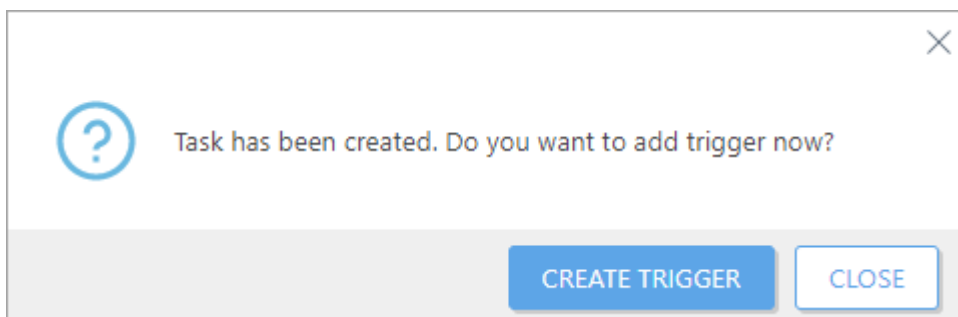 Task has been created. Do you want to add trigger now?
CREATE TRIGGER
CLOSE